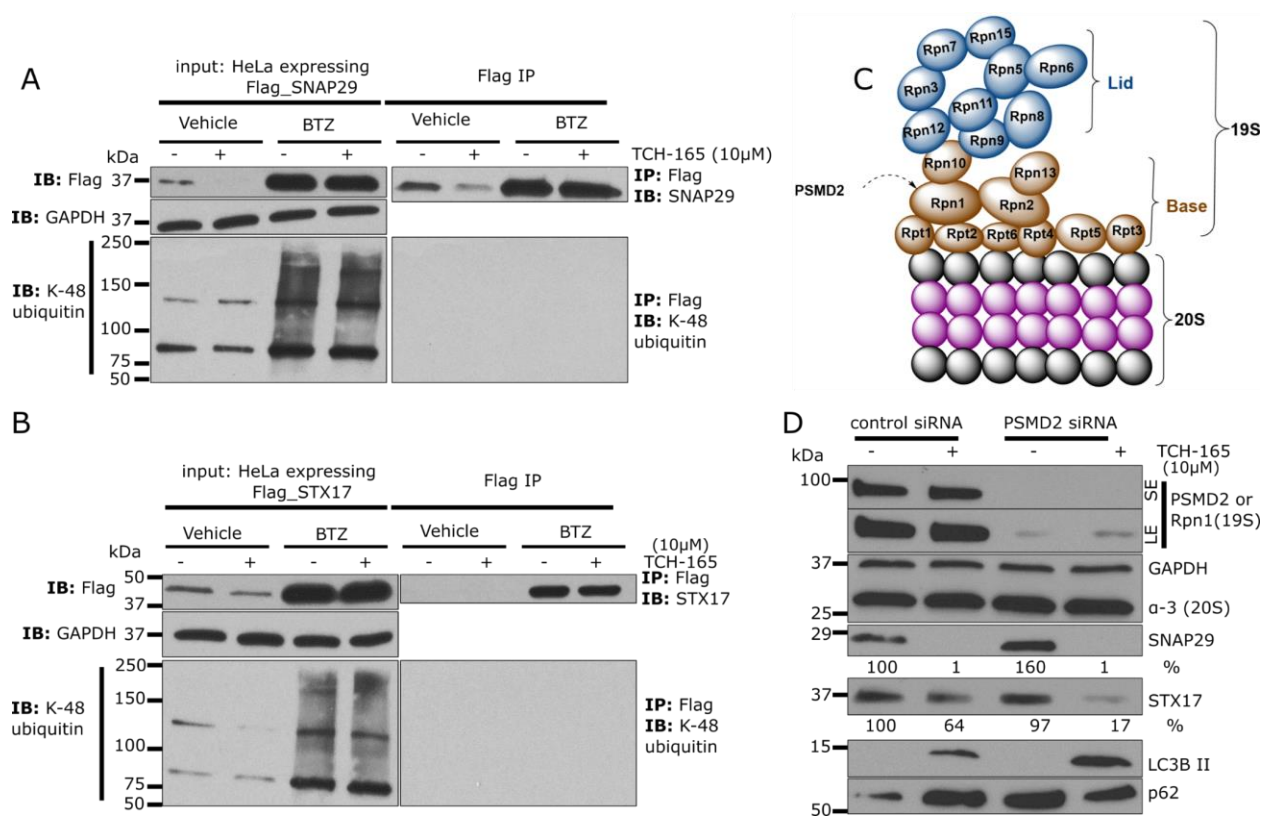 A
input: HeLa expressing
Flag_SNAP29
Flag IP
Vehicle
BTZ
Vehicle
BTZ
kDa
- + - + - + - + TCH-165 (10µM)
IB: Flag
37
IP: Flag
IB: SNAP29
IB: GAPDH
37
250
150
100
75
50
IB: K-48
ubiquitin
IP: Flag
IB: K-48
ubiquitin
B
input: HeLa expressing
Flag_STX17
Flag IP
Vehicle
BTZ
Vehicle
BTZ
(10µM)
kDa
- + - + - + - + TCH-165
IB: Flag
50
37
IP: Flag
IB: STX17
IB: GAPDH
37
250
150
100
75
50
IB: K-48
ubiquitin
IP: Flag
IB: K-48
ubiquitin
C
Rpn7
Rpn15
Rpn5
Rpn6
Rpn3
Rpn11
Rpn8
Rpn12
Rpn9
Lid
19S
Rpn10
Rpn13
PSMD2
Rpn1
Rpn2
Base
Rpt1
Rpt2
Rpt6
Rpt4
Rpt5
Rpt3
20S
D
control siRNA
PSMD2 siRNA
kDa
- + - + TCH-165
(10µM)
100
SE
LE
PSMD2 or
Rpn1(19S)
37
GAPDH
25
α-3 (20S)
29
SNAP29
100 1 160 1 %
37
STX17
100 64 97 17 %
15
LC3B II
50
p62